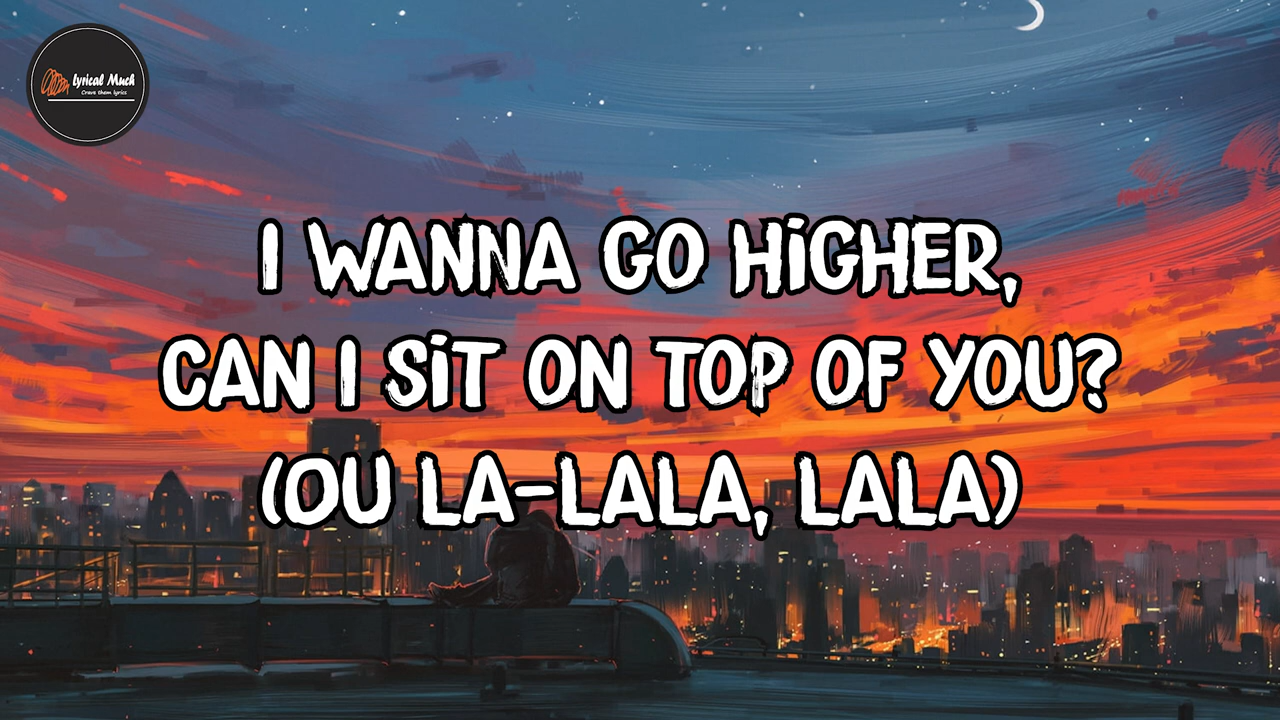 Lyrical Much
Crave them lyrics
I WANNA GO HiGHER,
CAN I SiT ON TOP OF YOU?
(OU LA-LALA, LALA)